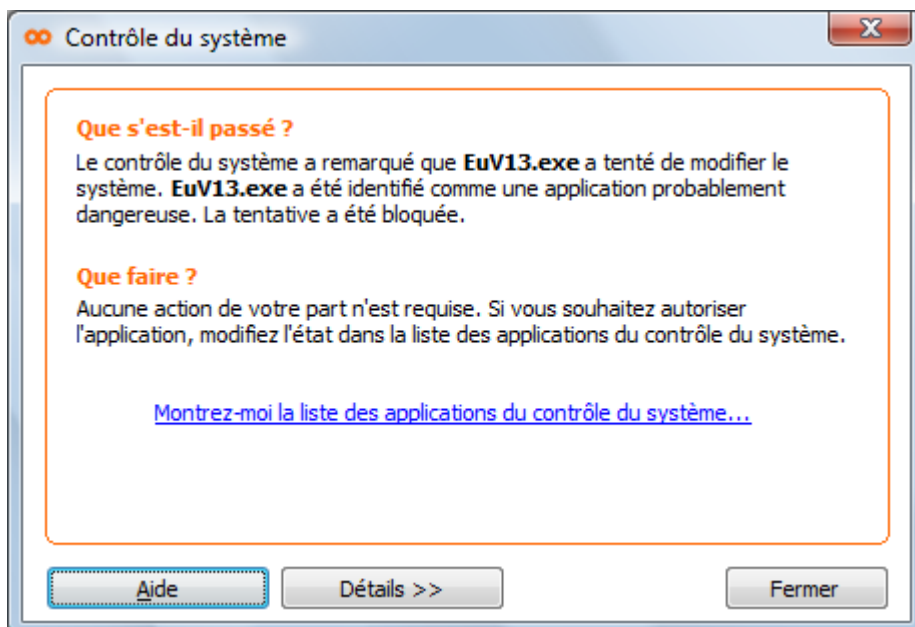 Contrôle du système
Que s'est-il passé ?
Le contrôle du système a remarqué que EuV13.exe a tenté de modifier le
système. EuV13.exe a été identifié comme une application probablement
dangereuse. La tentative a été bloquée.
Que faire ?
Aucune action de votre part n'est requise. Si vous souhaitez autoriser
l'application, modifiez l'état dans la liste des applications du contrôle du système.
Montrez-moi la liste des applications du contrôle du système...
Aide
Détails >>
Fermer